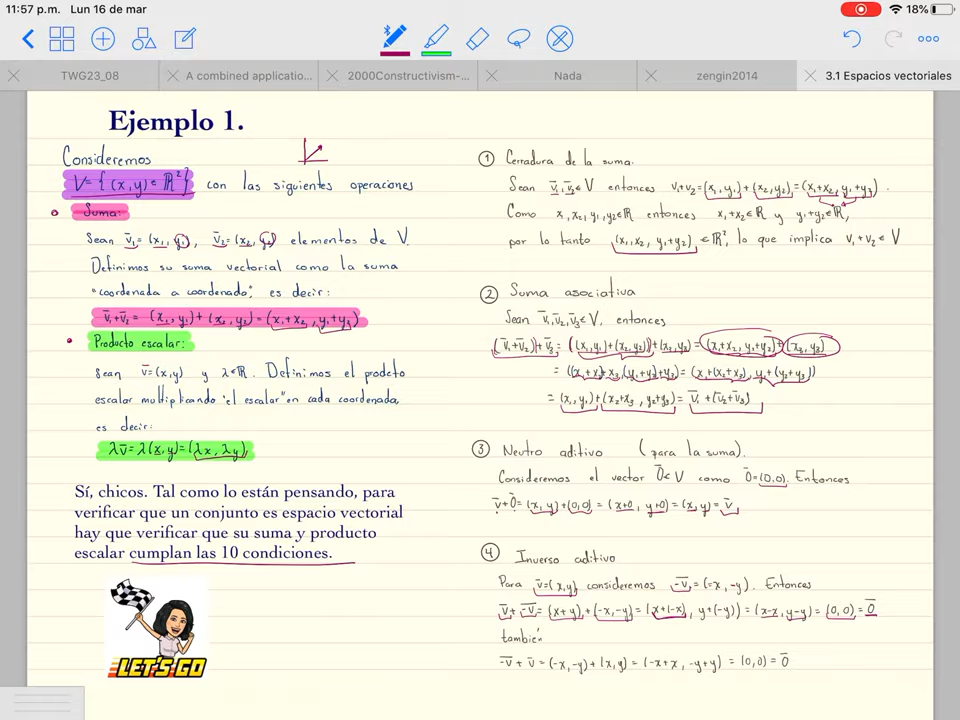 11:57 p.m. Lun 16 de mar
18%
TWG23_08
A combined applicatio...
2000Constructivism-...
Nada
zengin2014
3.1 Espacios vectoriales
Ejemplo 1.
Consideremos
V={(x,y)∈ℝ²} con las siguientes operaciones
Suma:
Sean v̄₁=(x₁,y₁), v̄₂=(x₂,y₂) elementos de V.
Definimos su suma vectorial como la suma
"coordenada a coordenada", es decir:
v̄₁+v̄₂=(x₁,y₁)+(x₂,y₂)=(x₁+x₂,y₁+y₂)
Producto escalar:
Sean v̄=(x,y) y λ∈ℝ. Definimos el prodcto
escalar multiplicando "el escalar" en cada coordenada,
es decir:
λv̄=λ(x,y)=(λx,λy)
Sí, chicos. Tal como lo están pensando, para
verificar que un conjunto es espacio vectorial
hay que verificar que su suma y producto
escalar cumplan las 10 condiciones.
LET'S GO
① Cerradura de la suma.
Sean v̄₁,v̄₂∈V entonces v₁+v₂=(x₁,y₁)+(x₂,y₂)=(x₁+x₂,y₁+y₂).
Como x₁,x₂,y₁,y₂∈ℝ entonces x₁+x₂∈ℝ y y₁+y₂∈ℝ,
por lo tanto (x₁,x₂,y₁+y₂)∈ℝ², lo que implica v₁+v₂∈V
② Suma asociativa
Sean v̄₁,v̄₂,v̄₃∈V, entonces
(v̄₁+v̄₂)+v̄₃=((x₁,y₁)+(x₂,y₂))+(x₃,y₃)=(x₁+x₂,y₁+y₂)+(x₃,y₃)
=((x₁+x₂)+x₃,(y₁+y₂)+y₃)=(x₁+(x₂+x₃),y₁+(y₂+y₃))
=(x₁,y₁)+(x₂+x₃,y₂+y₃)=v̄₁+(v̄₂+v̄₃)
③ Neutro aditivo (para la suma).
Consideremos el vector 0̄∈V como 0̄=(0,0). Entonces
v̄+0̄=(x,y)+(0,0)=(x+0,y+0)=(x,y)=v̄
④ Inverso aditivo
Para v̄=(x,y) consideremos -v̄=(-x,-y). Entonces
v̄+-v̄=(x+y)+(-x,-y)=(x+(-x),y+(-y))=(x-x,y-y)=(0,0)=0̄
también
-v̄+v̄=(-x,-y)+(x,y)=(-x+x,-y+y)=(0,0)=0̄